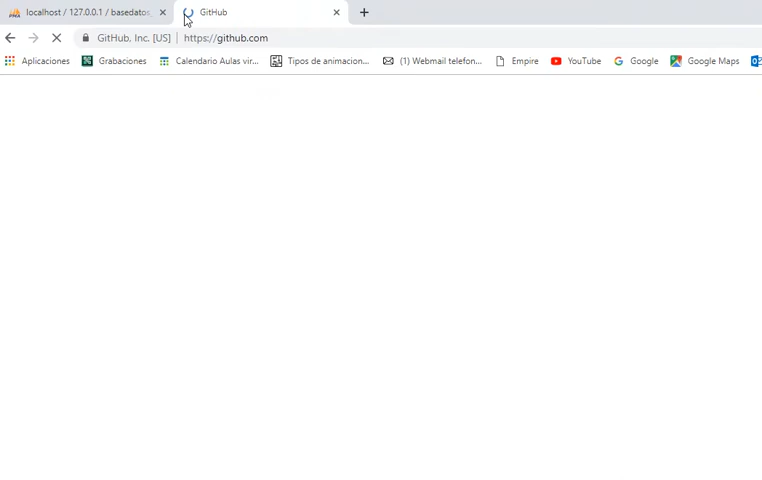 localhost / 127.0.0.1 / basedatos_ GitHub
GitHub, Inc. [US] https://github.com
Aplicaciones Grabaciones Calendario Aulas vir... Tipos de animacion... (1) Webmail telefon... Empire YouTube Google Google Maps